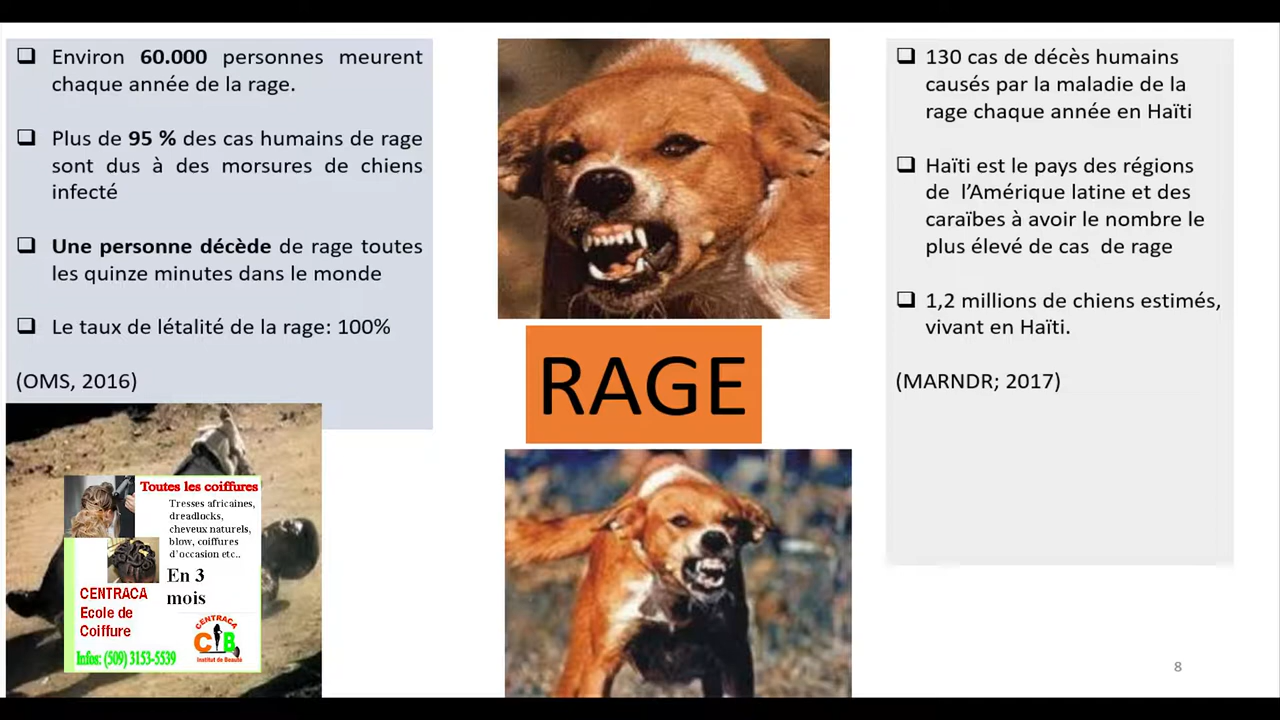 Environ 60.000 personnes meurent
chaque année de la rage.
Plus de 95 % des cas humains de rage
sont dus à des morsures de chiens
infecté
Une personne décède de rage toutes
les quinze minutes dans le monde
Le taux de létalité de la rage: 100%
(OMS, 2016)
RAGE
130 cas de décès humains
causés par la maladie de la
rage chaque année en Haïti
Haïti est le pays des régions
de l'Amérique latine et des
caraïbes à avoir le nombre le
plus élevé de cas de rage
1,2 millions de chiens estimés,
vivant en Haïti.
(MARNDR; 2017)
Toutes les coiffures
Tresses africaines,
dreadlocks,
cheveux naturels,
blow, coiffures
d'occasion etc..
En 3
mois
CENTRACA
Ecole de
Coiffure
Infos: (509) 3153-5539
CENTRACA
CIB
Institut de Beauté
8